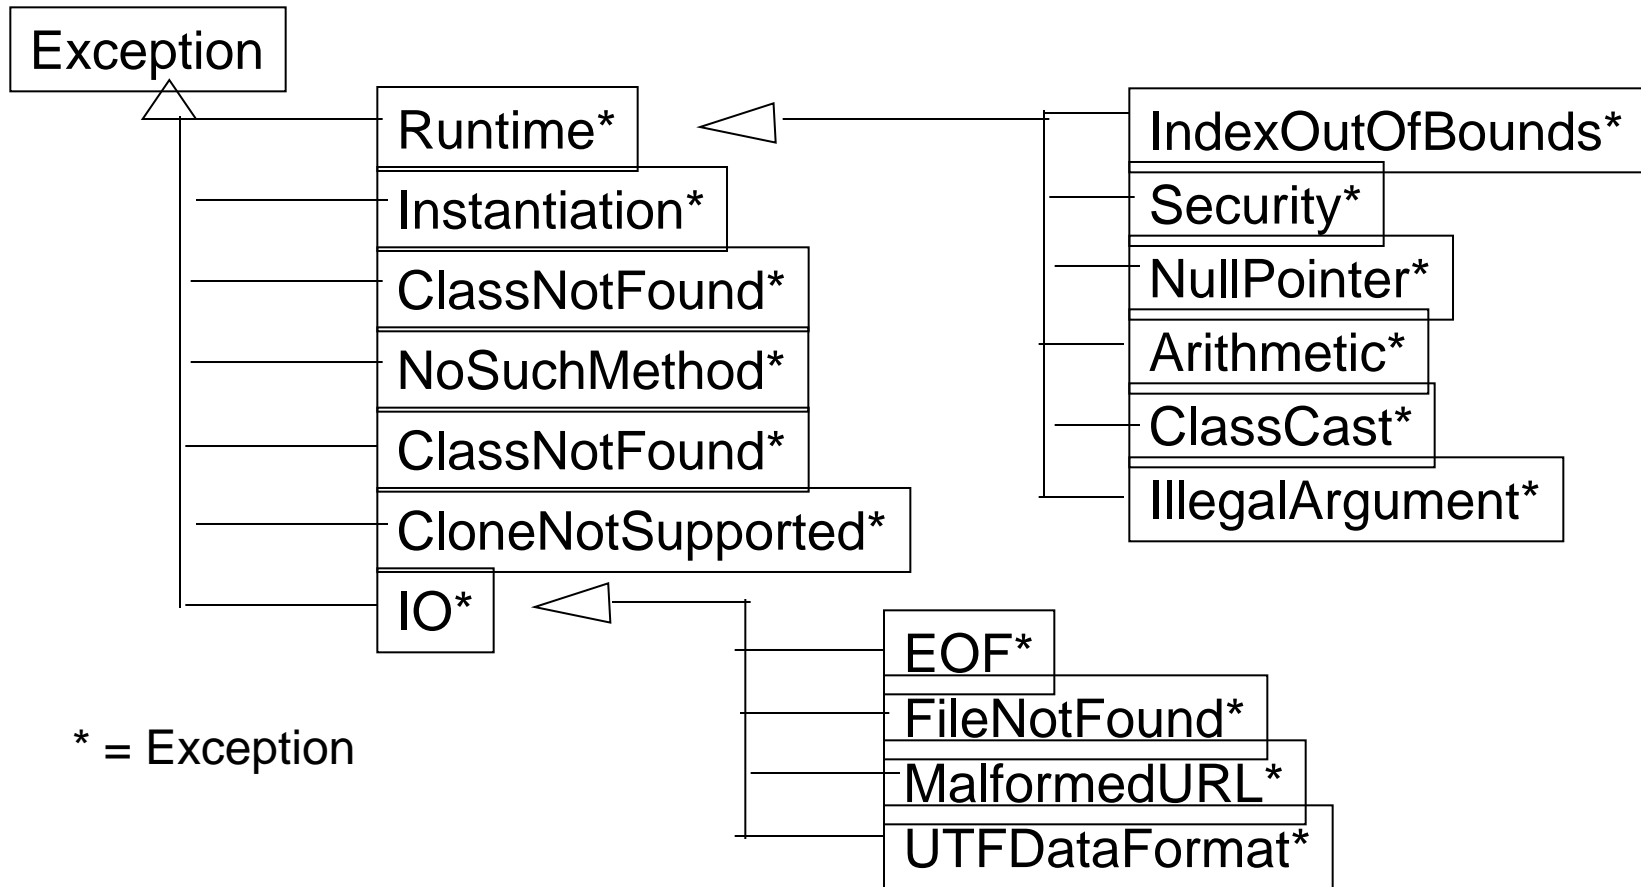 Exception
Runtime*
Instantiation*
ClassNotFound*
NoSuchMethod*
ClassNotFound*
CloneNotSupported*
IO*
IndexOutOfBounds*
Security*
NullPointer*
Arithmetic*
ClassCast*
IllegalArgument*
EOF*
FileNotFound*
MalformedURL*
UTFDataFormat*
* = Exception